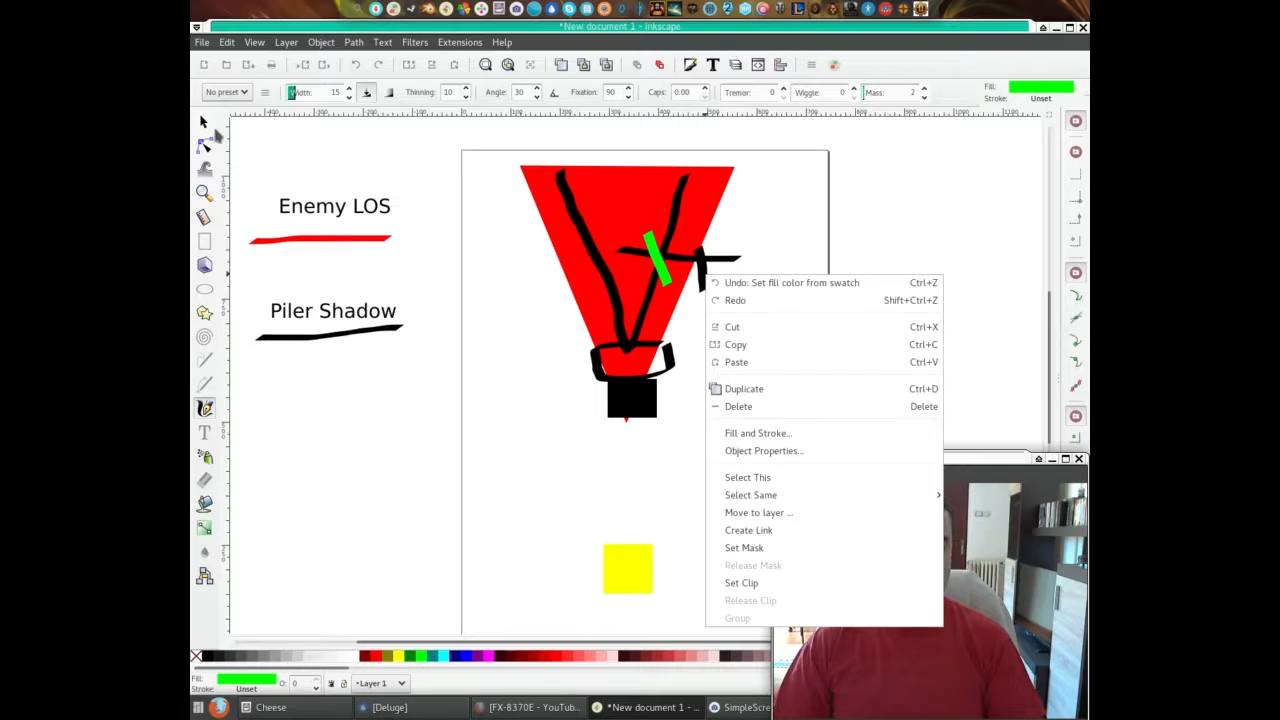 *New document 1 - Inkscape
File Edit View Layer Object Path Text Filters Extensions Help
No preset Width: 15 Thinning: 10 Angle: 30 Fixation: 90 Caps: 0.00 Tremor: 0 Wiggle: 0 Mass: 2 Fill:
Stroke: Unset
Enemy LOS
Piler Shadow
Undo: Set fill color from swatch Ctrl+Z
Redo Shift+Ctrl+Z
Cut Ctrl+X
Copy Ctrl+C
Paste Ctrl+V
Duplicate Ctrl+D
Delete Delete
Fill and Stroke...
Object Properties...
Select This
Select Same
Move to layer ...
Create Link
Set Mask
Release Mask
Set Clip
Release Clip
Group
Fill:
Stroke: Unset O: 0 Layer 1
Cheese [Deluge] [FX-8370E - YouTub... *New document 1 - ... SimpleScre